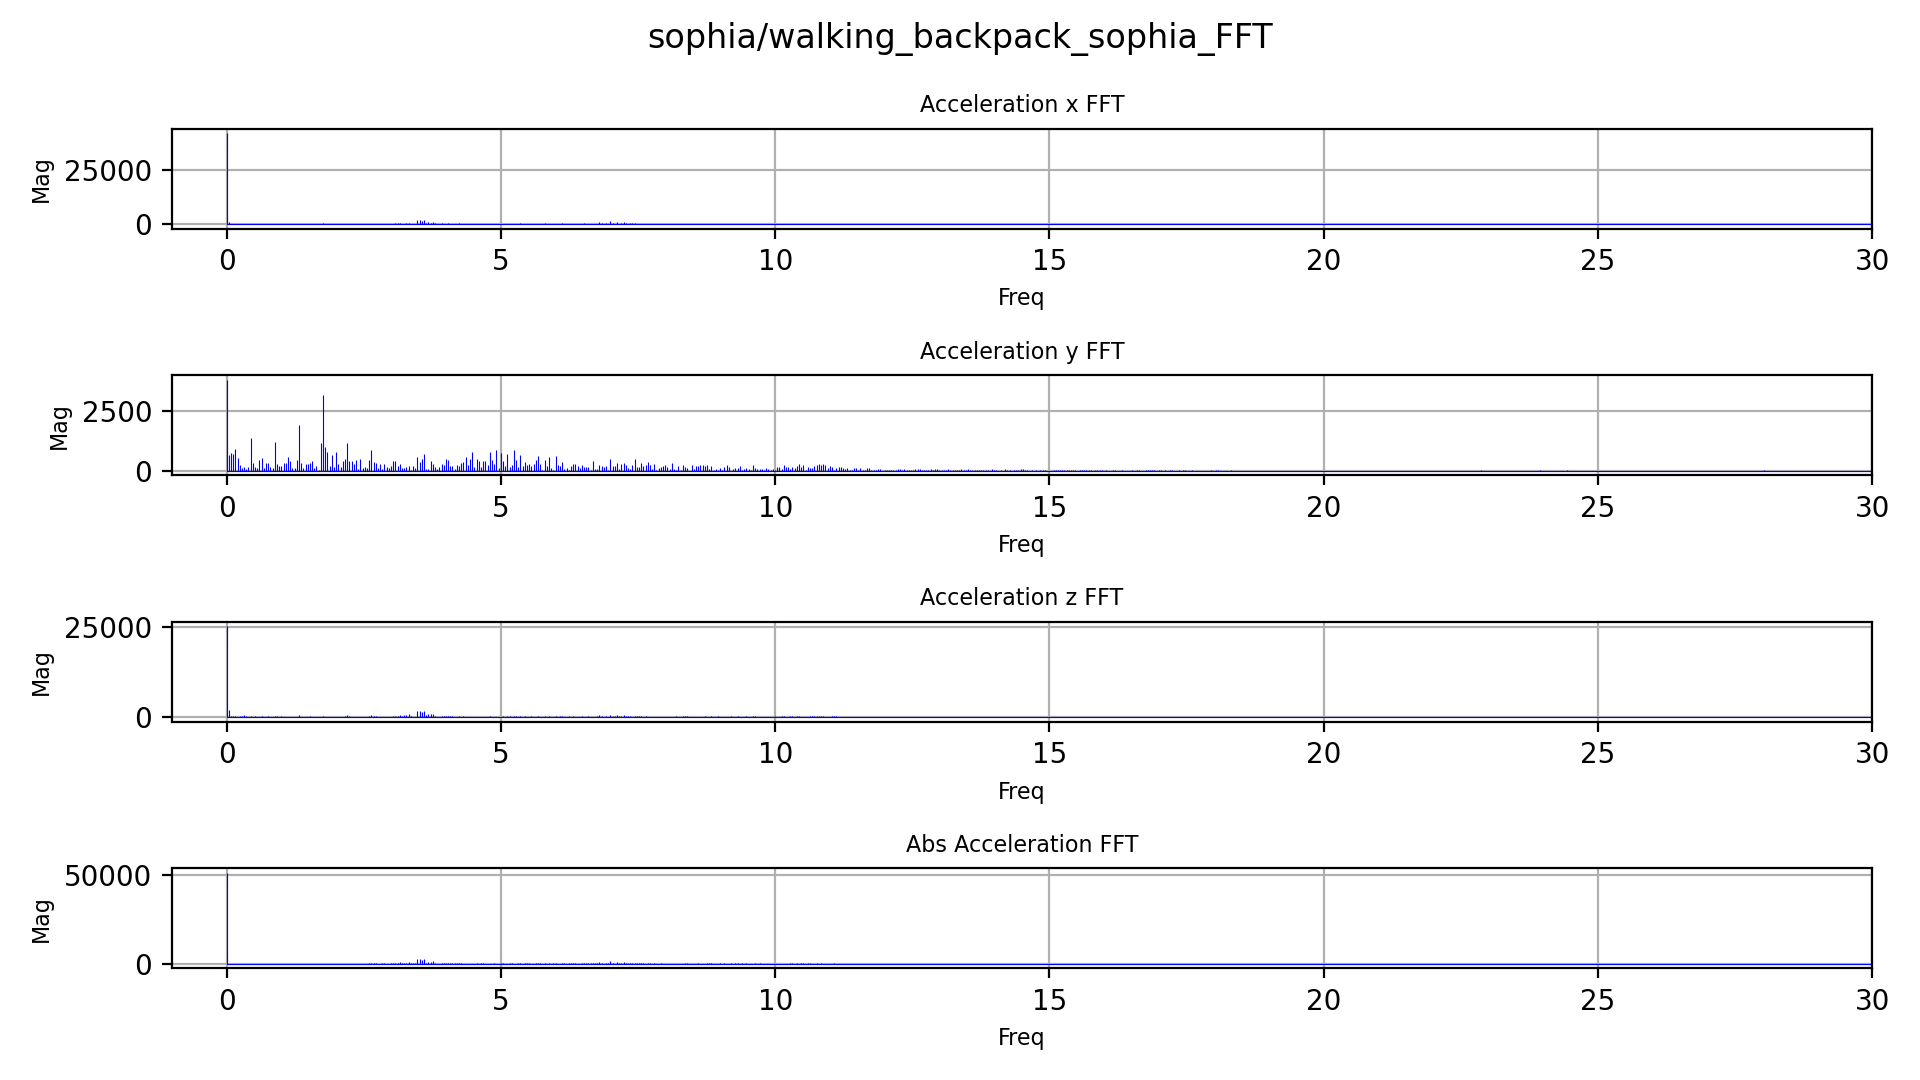 sophia/walking_backpack_sophia_FFT
Acceleration x FFT
Mag
25000
0
0 5 10 15 20 25 30
Freq
Acceleration y FFT
Mag
2500
0
0 5 10 15 20 25 30
Freq
Acceleration z FFT
Mag
25000
0
0 5 10 15 20 25 30
Freq
Abs Acceleration FFT
Mag
50000
0
0 5 10 15 20 25 30
Freq